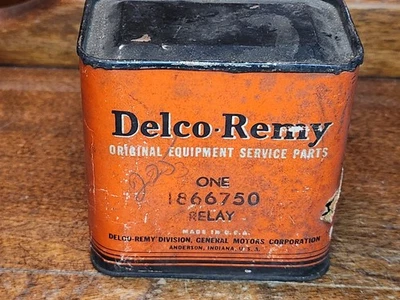 Delco-Remy
ORIGINAL EQUIPMENT SERVICE PARTS
ONE
1866750
RELAY
MADE IN U.S.A.
DELCO-REMY DIVISION, GENERAL MOTORS CORPORATION
ANDERSON, INDIANA, U.S.A.